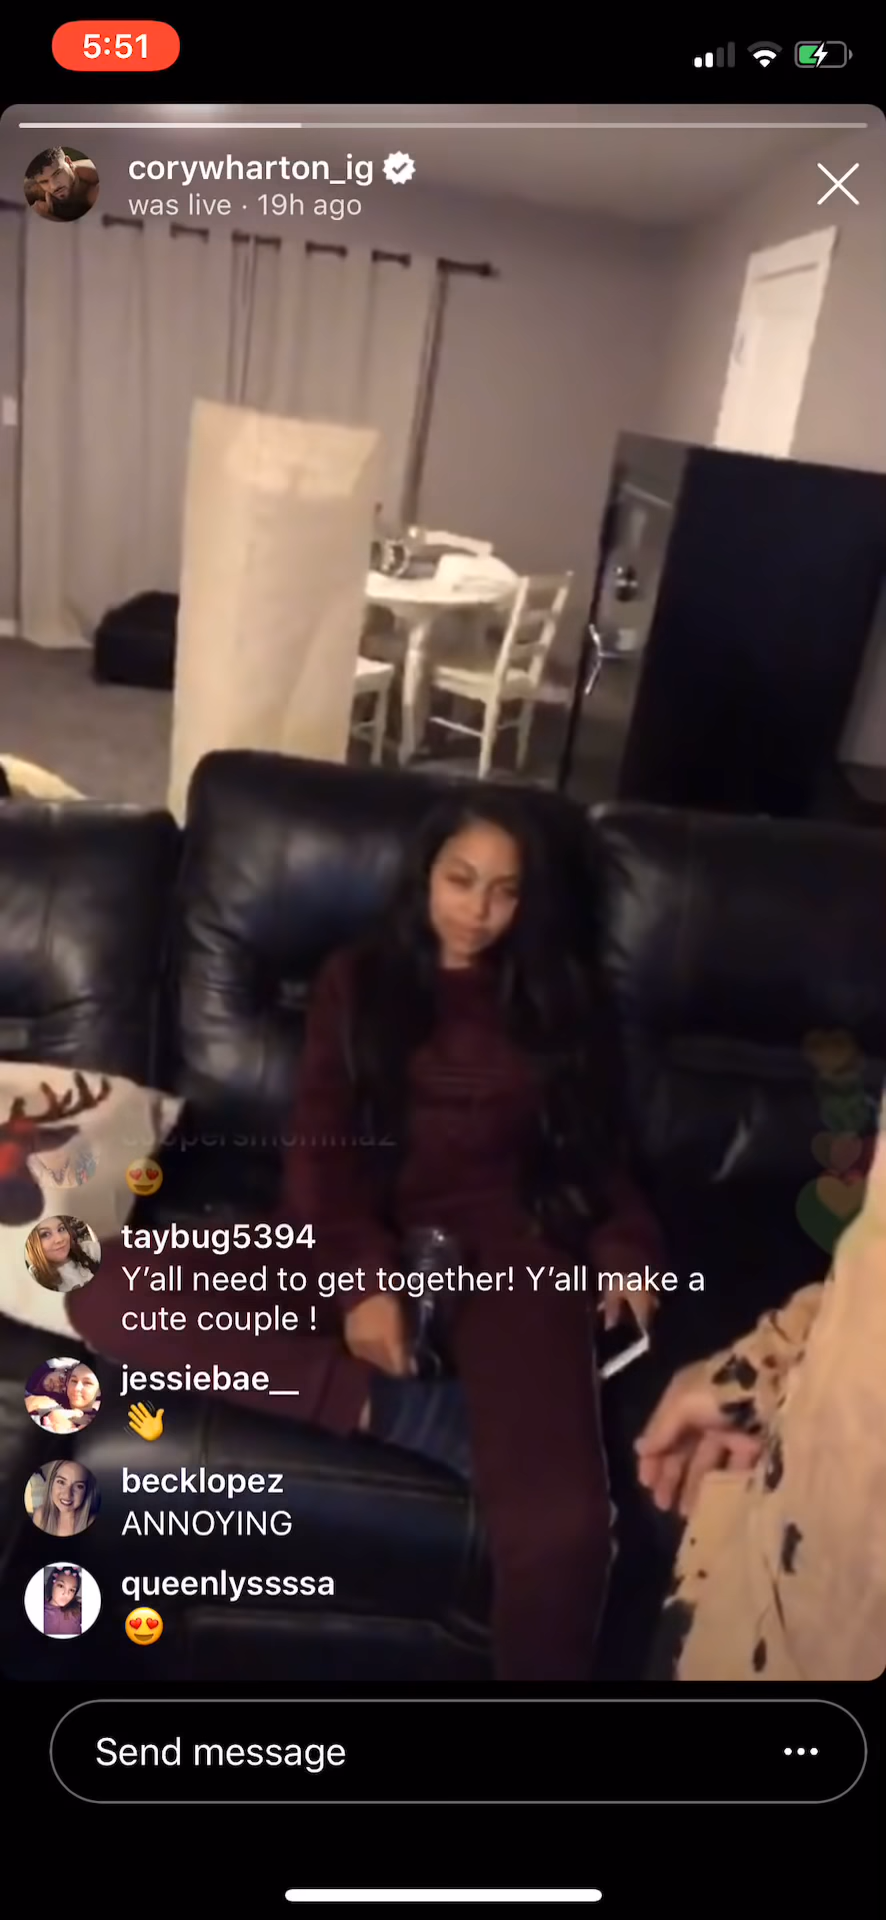 5:51
corywharton_ig
was live · 19h ago
taybug5394
Y’all need to get together! Y’all make a
cute couple !
jessiebae__
👋
becklopez
ANNOYING
queenlyssssa
😍
Send message